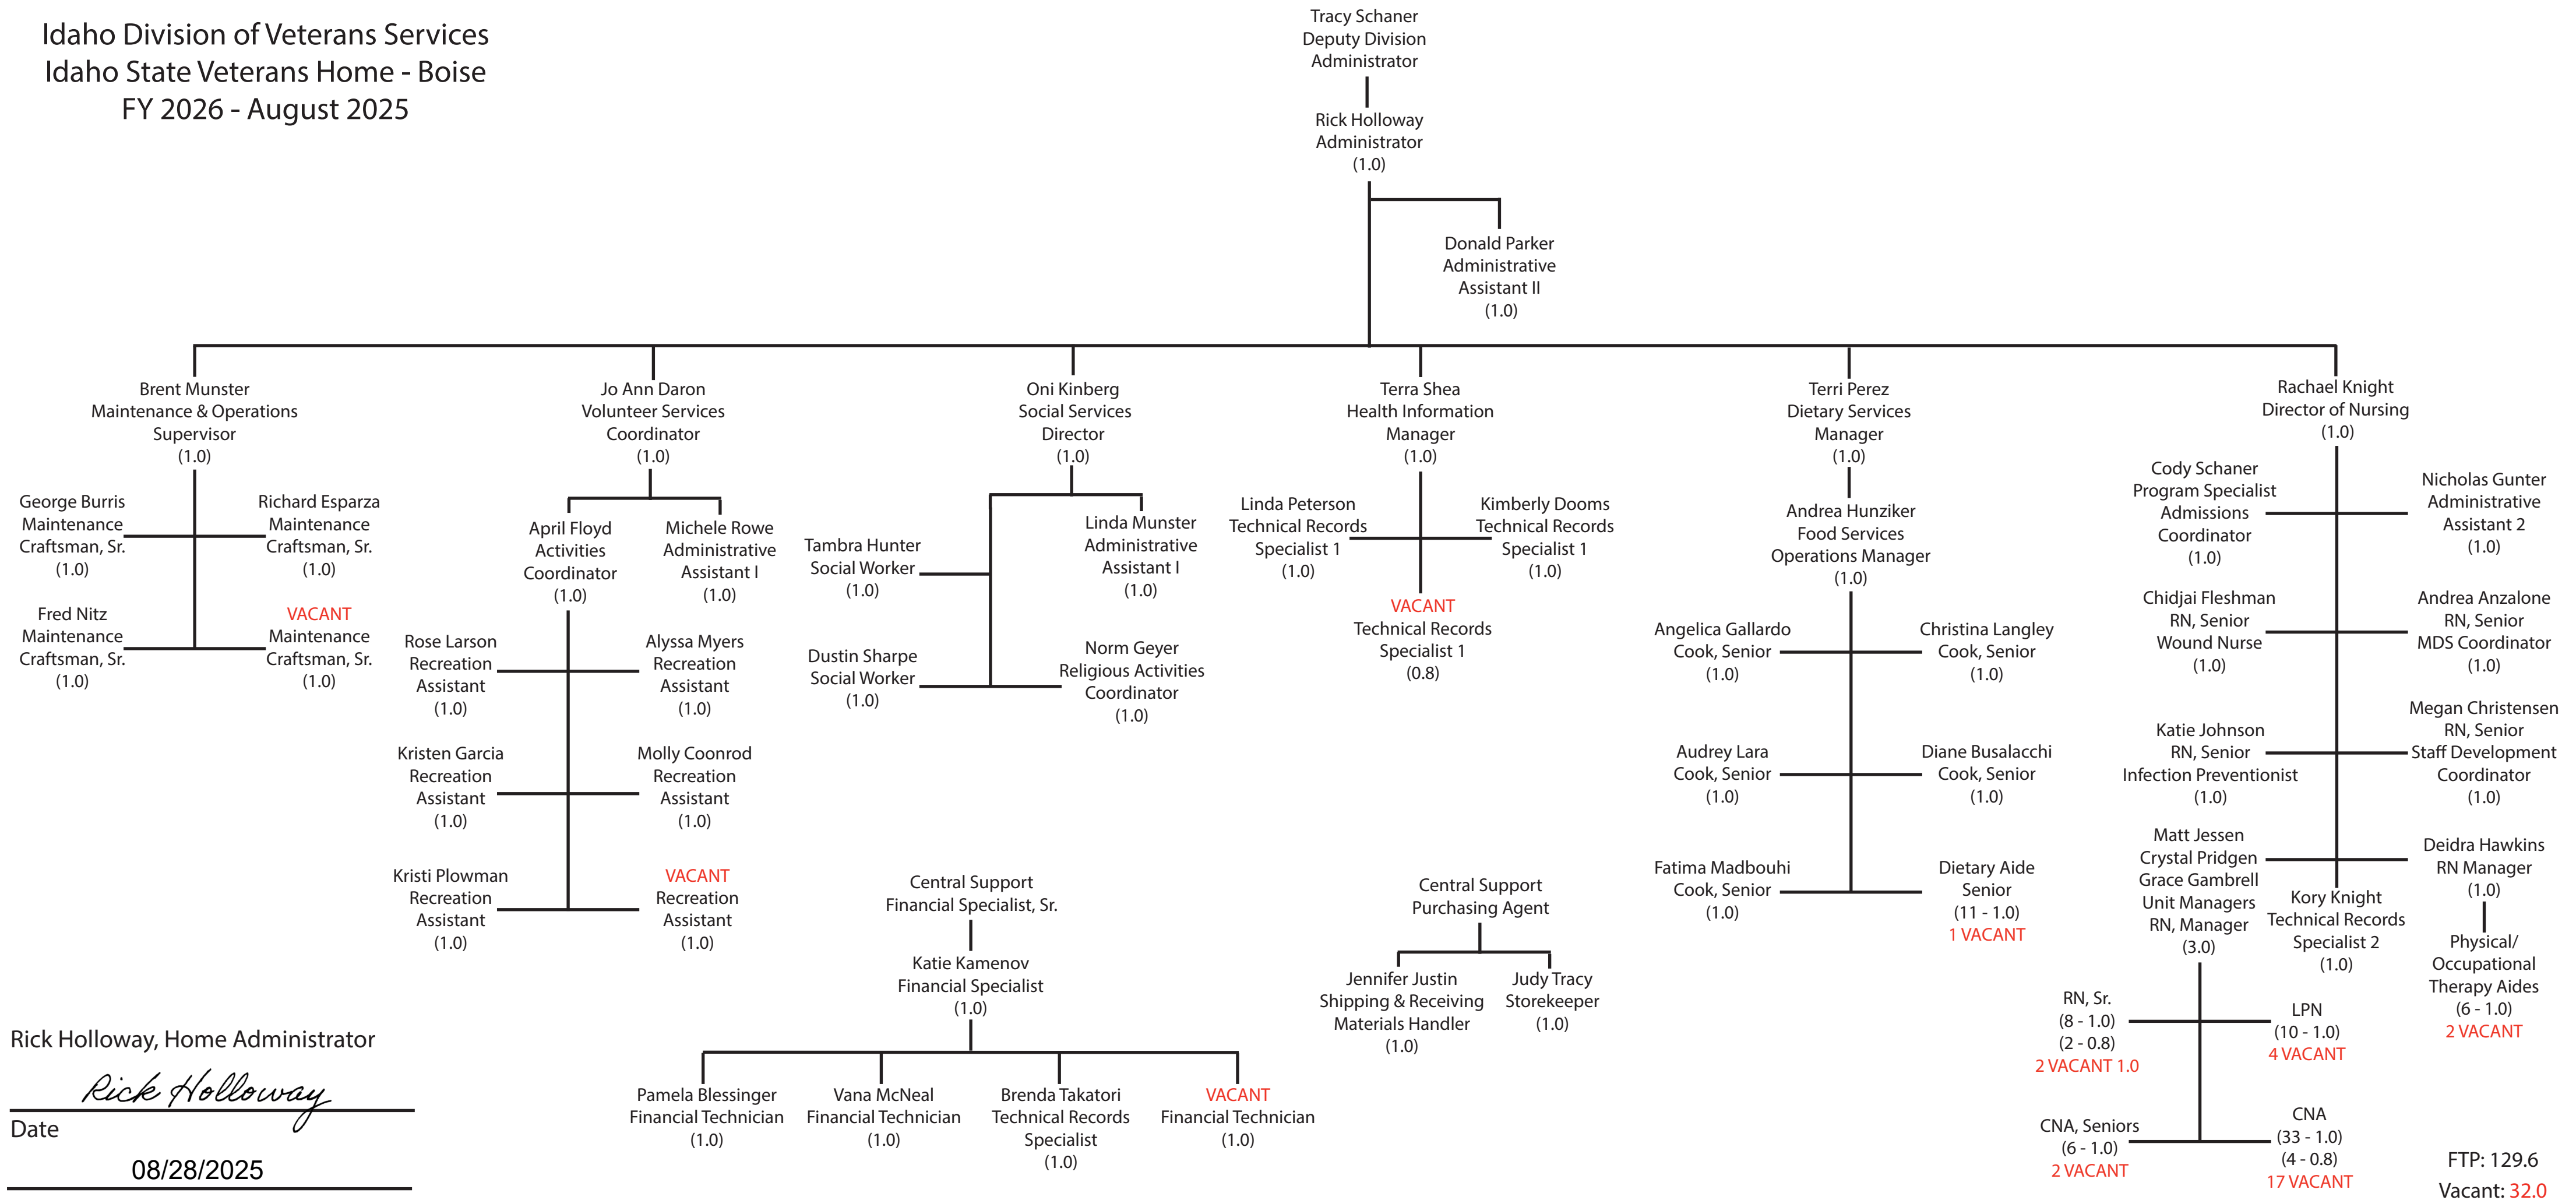 Idaho Division of Veterans Services
Idaho State Veterans Home - Boise
FY 2026 - August 2025
Tracy Schaner
Deputy Division
Administrator
Rick Holloway
Administrator
(1.0)
Donald Parker
Administrative
Assistant II
(1.0)
Brent Munster
Maintenance & Operations
Supervisor
(1.0)
George Burris
Maintenance
Craftsman, Sr.
(1.0)
Richard Esparza
Maintenance
Craftsman, Sr.
(1.0)
Fred Nitz
Maintenance
Craftsman, Sr.
(1.0)
VACANT
Maintenance
Craftsman, Sr.
(1.0)
Jo Ann Daron
Volunteer Services
Coordinator
(1.0)
April Floyd
Activities
Coordinator
(1.0)
Michele Rowe
Administrative
Assistant I
(1.0)
Rose Larson
Recreation
Assistant
(1.0)
Alyssa Myers
Recreation
Assistant
(1.0)
Kristen Garcia
Recreation
Assistant
(1.0)
Molly Coonrod
Recreation
Assistant
(1.0)
Kristi Plowman
Recreation
Assistant
(1.0)
VACANT
Recreation
Assistant
(1.0)
Oni Kinberg
Social Services
Director
(1.0)
Tambra Hunter
Social Worker
(1.0)
Linda Munster
Administrative
Assistant I
(1.0)
Dustin Sharpe
Social Worker
(1.0)
Norm Geyer
Religious Activities
Coordinator
(1.0)
Terra Shea
Health Information
Manager
(1.0)
Linda Peterson
Technical Records
Specialist 1
(1.0)
Kimberly Dooms
Technical Records
Specialist 1
(1.0)
VACANT
Technical Records
Specialist 1
(0.8)
Terri Perez
Dietary Services
Manager
(1.0)
Andrea Hunziker
Food Services
Operations Manager
(1.0)
Angelica Gallardo
Cook, Senior
(1.0)
Christina Langley
Cook, Senior
(1.0)
Audrey Lara
Cook, Senior
(1.0)
Diane Busalacchi
Cook, Senior
(1.0)
Fatima Madbouhi
Cook, Senior
(1.0)
Dietary Aide
Senior
(11 - 1.0)
1 VACANT
Rachael Knight
Director of Nursing
(1.0)
Cody Schaner
Program Specialist
Admissions
Coordinator
(1.0)
Nicholas Gunter
Administrative
Assistant 2
(1.0)
Chidjai Fleshman
RN, Senior
Wound Nurse
(1.0)
Andrea Anzalone
RN, Senior
MDS Coordinator
(1.0)
Katie Johnson
RN, Senior
Infection Preventionist
(1.0)
Megan Christensen
RN, Senior
Staff Development
Coordinator
(1.0)
Matt Jessen
Crystal Pridgen
Grace Gambrell
Unit Managers
RN, Manager
(3.0)
Deidra Hawkins
RN Manager
(1.0)
Kory Knight
Technical Records
Specialist 2
(1.0)
Physical/
Occupational
Therapy Aides
(6 - 1.0)
2 VACANT
RN, Sr.
(8 - 1.0)
(2 - 0.8)
2 VACANT 1.0
LPN
(10 - 1.0)
4 VACANT
CNA, Seniors
(6 - 1.0)
2 VACANT
CNA
(33 - 1.0)
(4 - 0.8)
17 VACANT
Central Support
Financial Specialist, Sr.
Katie Kamenov
Financial Specialist
(1.0)
Pamela Blessinger
Financial Technician
(1.0)
Vana McNeal
Financial Technician
(1.0)
Brenda Takatori
Technical Records
Specialist
(1.0)
VACANT
Financial Technician
(1.0)
Central Support
Purchasing Agent
Jennifer Justin
Shipping & Receiving
Materials Handler
(1.0)
Judy Tracy
Storekeeper
(1.0)
Rick Holloway, Home Administrator
Rick Holloway
Date
08/28/2025
FTP: 129.6
Vacant: 32.0